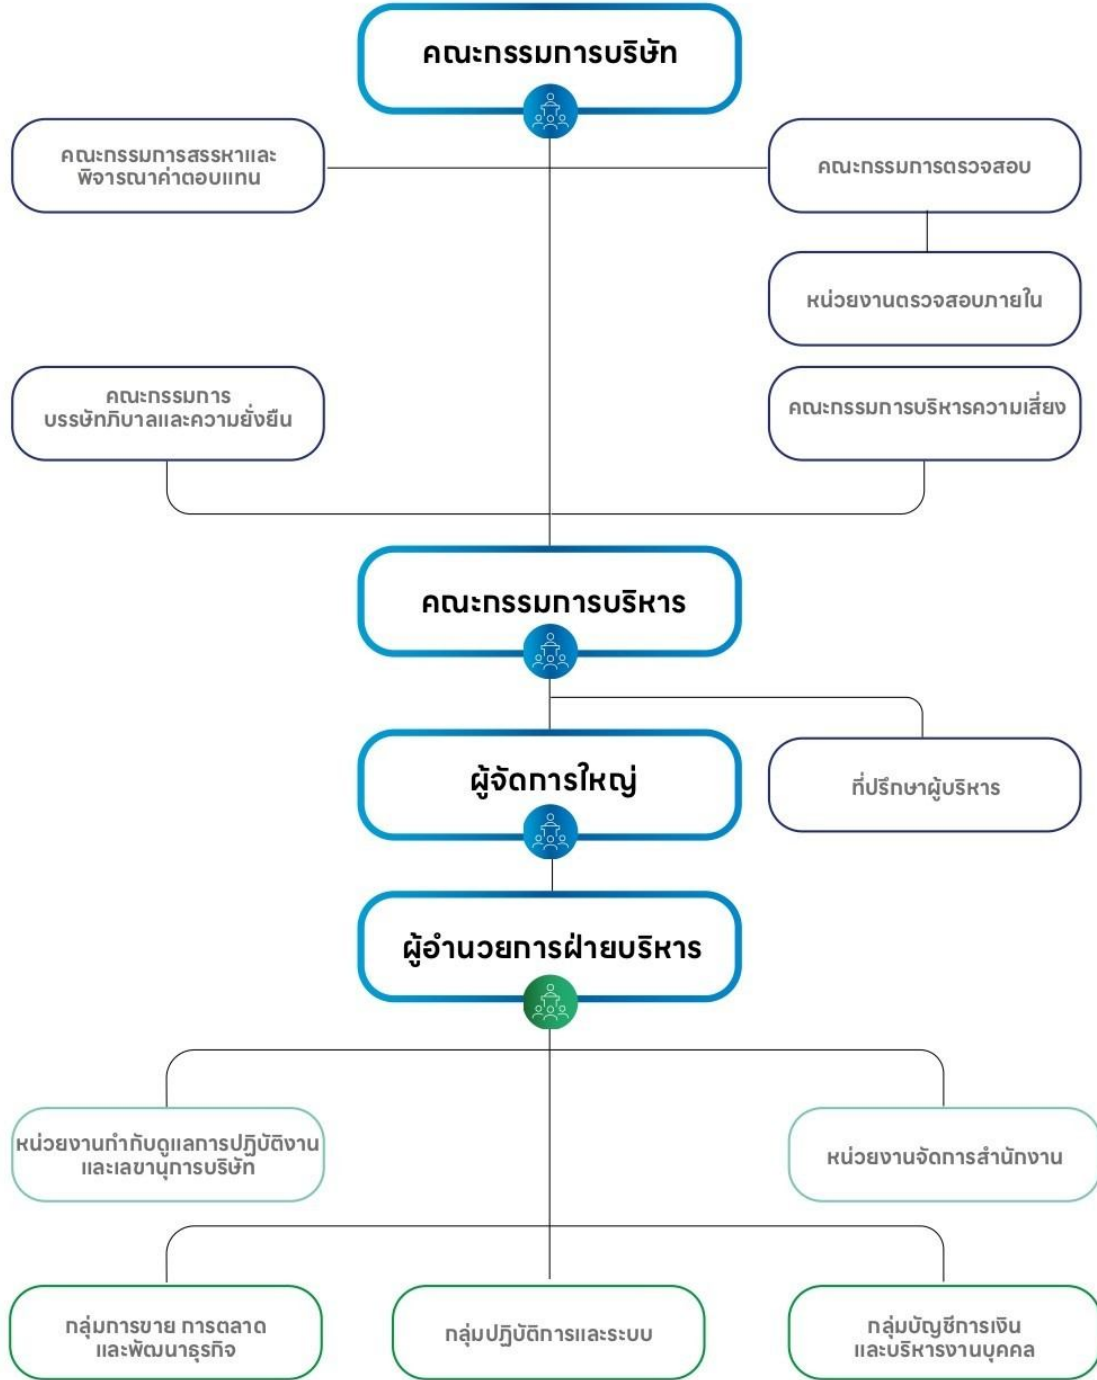 คณะกรรมการบริษัท
คณะกรรมการสรรหาและ
พิจารณาค่าตอบแทน
คณะกรรมการตรวจสอบ
หน่วยงานตรวจสอบภายใน
คณะกรรมการ
บรรษัทภิบาลและความยั่งยืน
คณะกรรมการบริหารความเสี่ยง
คณะกรรมการบริหาร
ผู้จัดการใหญ่
ที่ปรึกษาผู้บริหาร
ผู้อำนวยการฝ่ายบริหาร
หน่วยงานกำกับดูแลการปฏิบัติงาน
และเลขานุการบริษัท
หน่วยงานจัดการสำนักงาน
กลุ่มการขาย การตลาด
และพัฒนาธุรกิจ
กลุ่มปฏิบัติการและระบบ
กลุ่มบัญชีการเงิน
และบริหารงานบุคคล